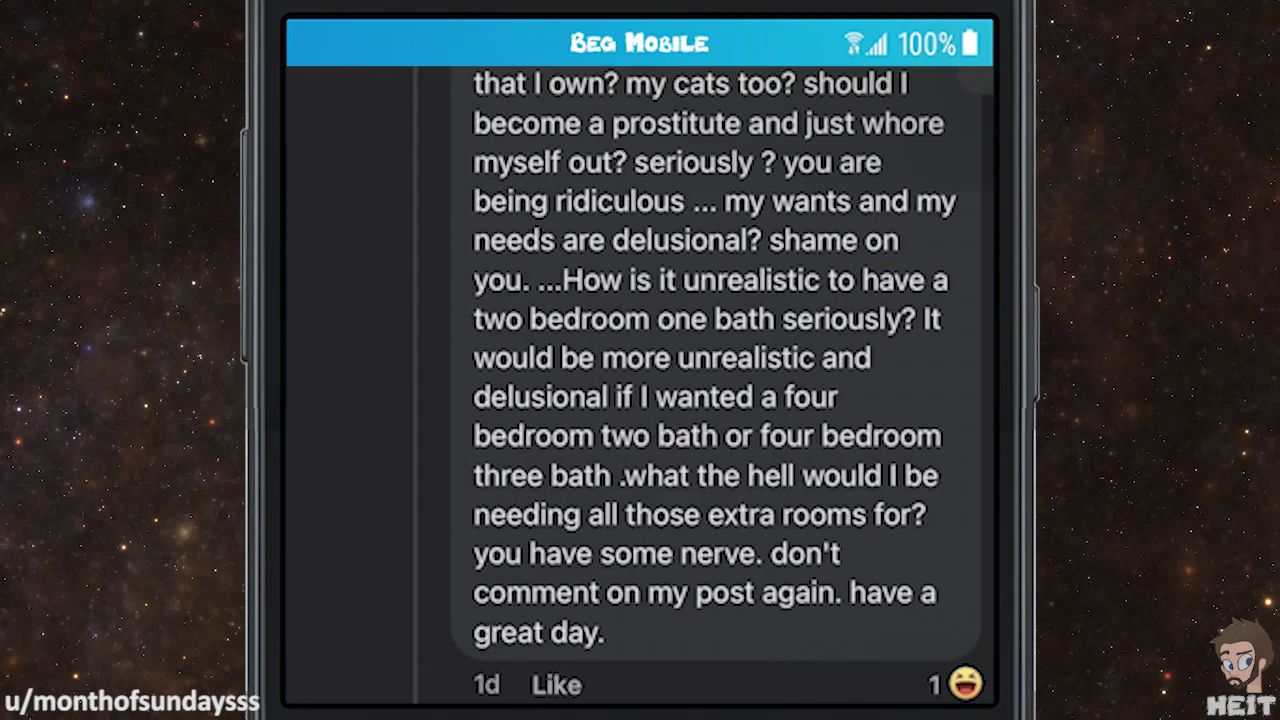 BEG MOBILE
100%
that I own? my cats too? should I
become a prostitute and just whore
myself out? seriously ? you are
being ridiculous ... my wants and my
needs are delusional? shame on
you. ...How is it unrealistic to have a
two bedroom one bath seriously? It
would be more unrealistic and
delusional if I wanted a four
bedroom two bath or four bedroom
three bath .what the hell would I be
needing all those extra rooms for?
you have some nerve. don't
comment on my post again. have a
great day.
1d Like 1
u/monthofsundaysss
HEIT